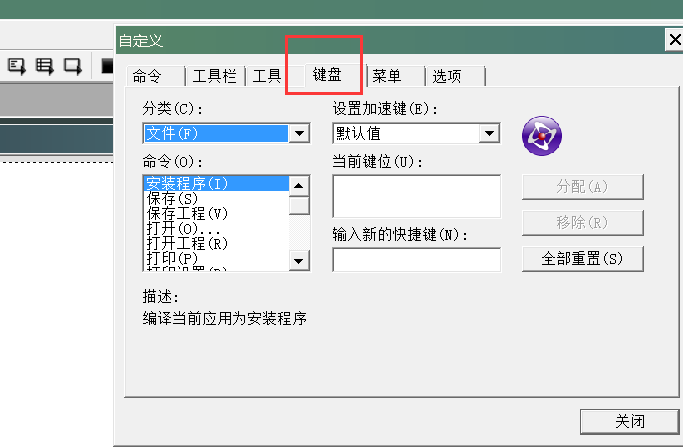 自定义
命令 工具栏 工具 键盘 菜单 选项
分类(C): 设置加速键(E):
文件(F) 默认值
命令(O): 当前键位(U):
安装程序(I) 分配(A)
保存(S)
保存工程(V)
打开(O)... 移除(R)
打开工程(R) 输入新的快捷键(N):
打印(P) 全部重置(S)
打印设置(R)
描述:
编译当前应用为安装程序
关闭